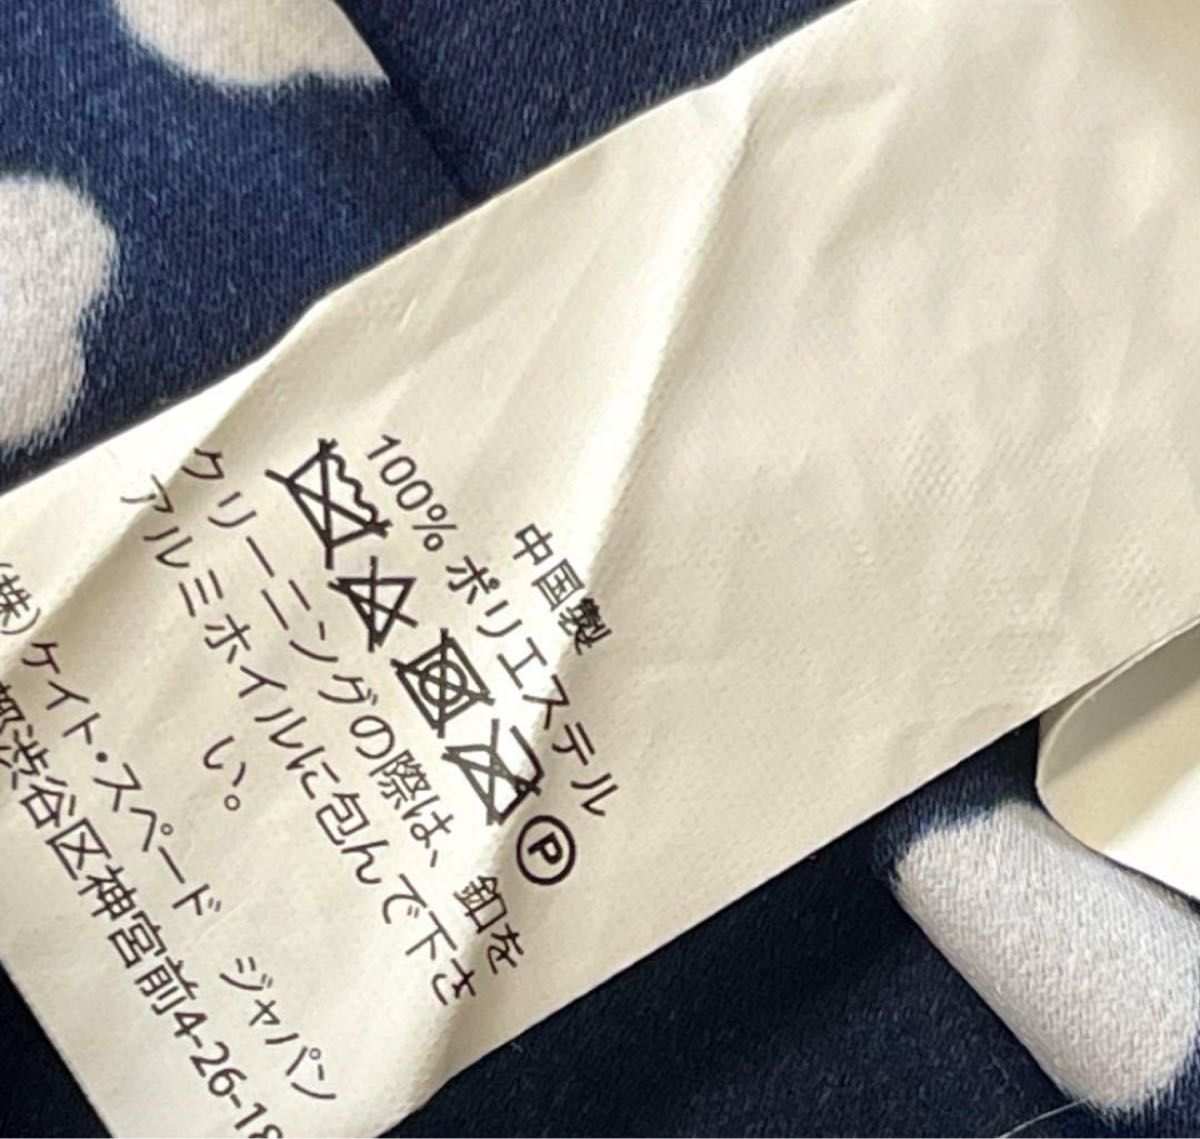 中国製
100% ポリエステル
P
クリーニングの際は、釦を
アルミホイルに包んで下さ
い。
(株)ケイト・スペード ジャパン
都渋谷区神宮前4-26-18